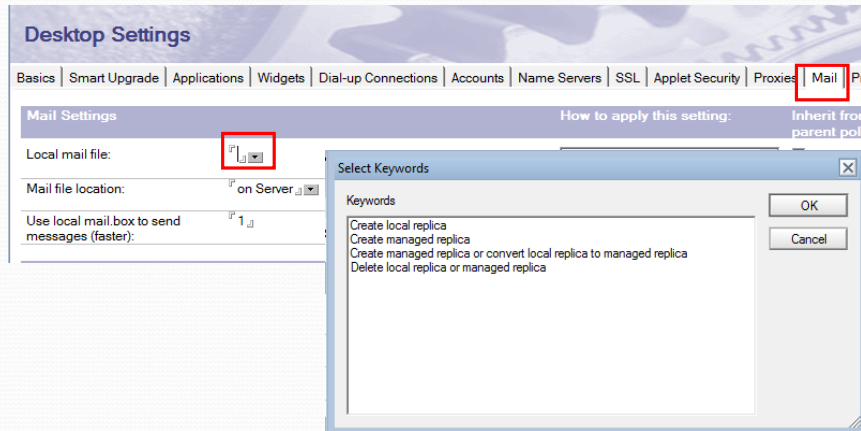 Desktop Settings
Basics | Smart Upgrade | Applications | Widgets | Dial-up Connections | Accounts | Name Servers | SSL | Applet Security | Proxies | Mail | P
Mail Settings How to apply this setting: Inherit fro
parent pol
Local mail file:
Mail file location: on Server
Use local mail.box to send 1
messages (faster):
Select Keywords
Keywords
OK
Cancel
Create local replica
Create managed replica
Create managed replica or convert local replica to managed replica
Delete local replica or managed replica